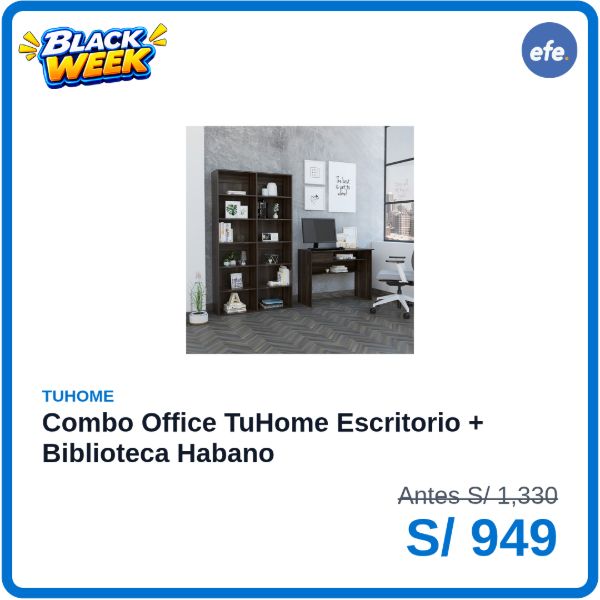 BLACK
WEEK
efe.
TUHOME
Combo Office TuHome Escritorio +
Biblioteca Habano
Antes S/ 1,330
S/ 949